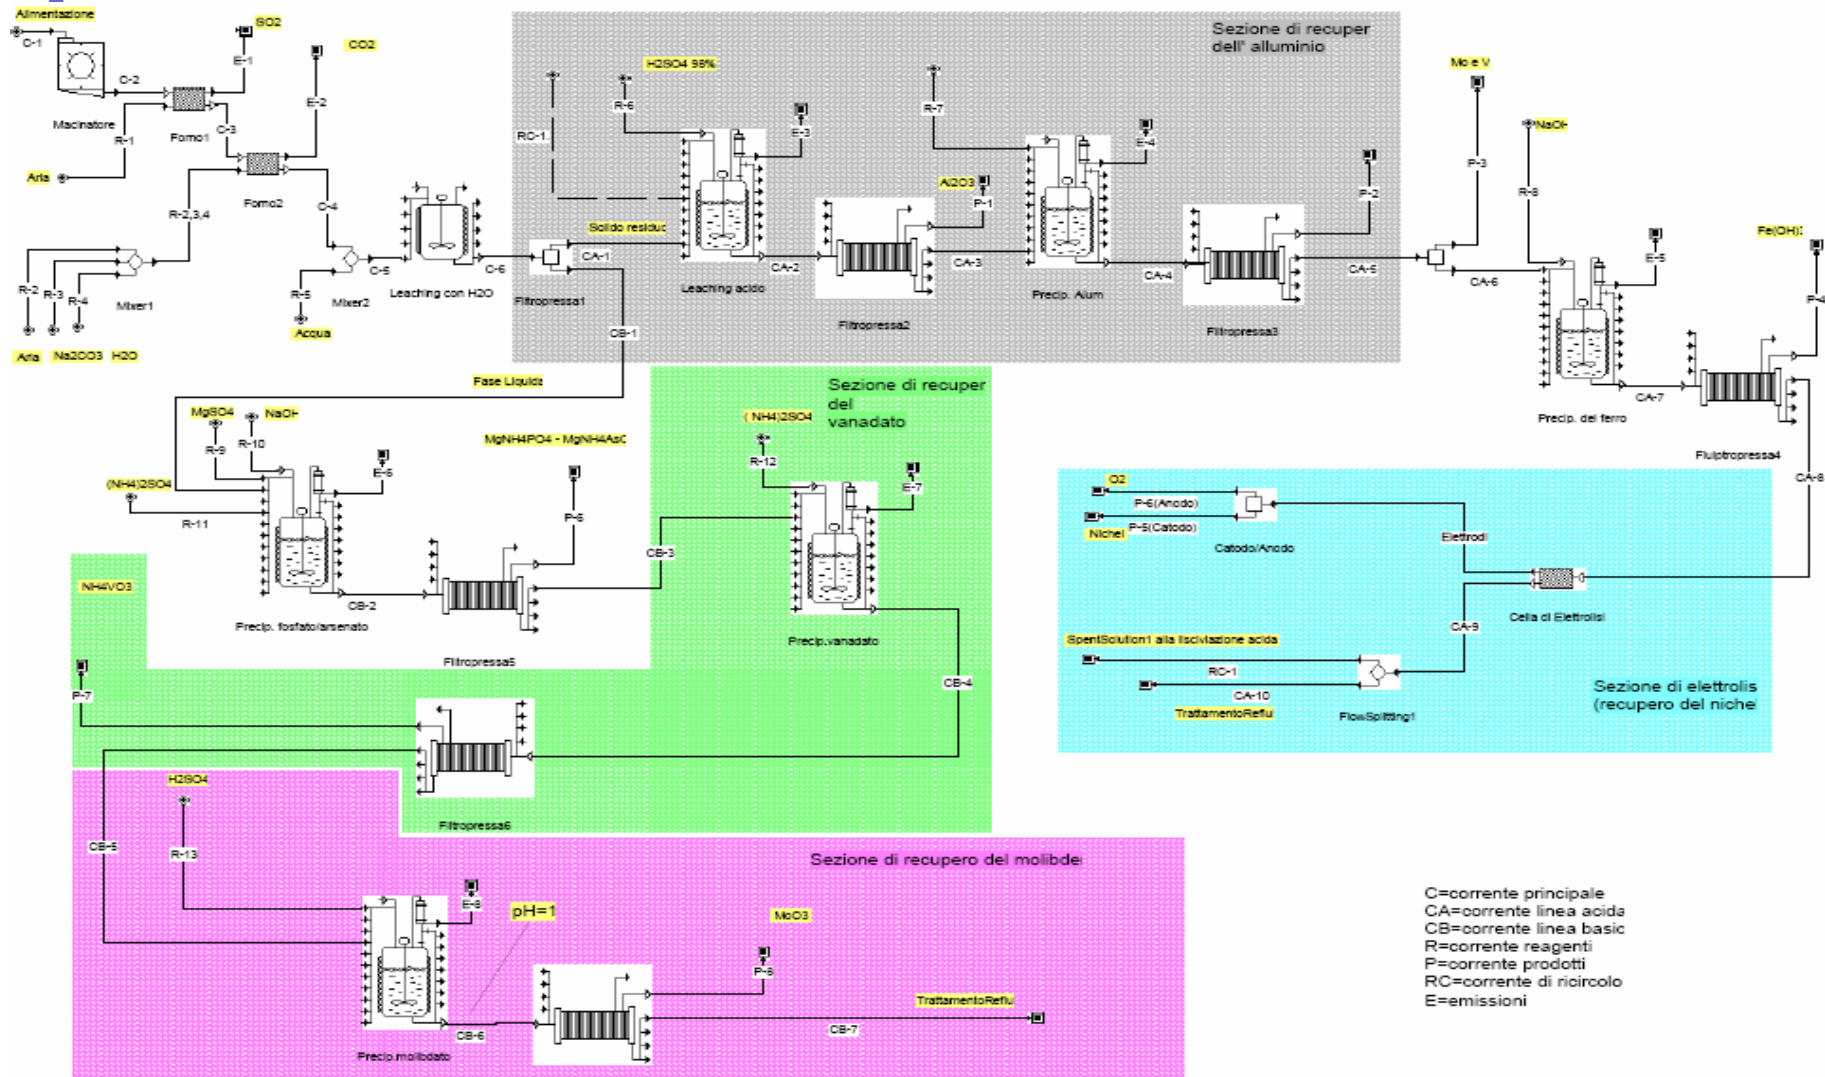 Alimentazione
C-1
SO2
CO2
E-1
E-2
C-2
Macinatore
Forno1
C-3
R-1
Aria
Forno2
R-2,3,4
C-4
R-2
R-3
R-4
Mixer1
Aria
Na2CO3
H2O
R-5
Mixer2
Acqua
C-5
Leaching con H2O
C-6
Filtropressa1
Sezione di recuper
dell' alluminio
H2SO4 98%
R-6
RC-1
E-3
R-7
E-4
Al2O3
P-1
P-2
Solido residuc
CA-1
Leaching acido
CA-2
Filtropressa2
CA-3
Precip. Alum
CA-4
Filtropressa3
CA-5
CB-1
Fase Liquida
Mo e V
P-3
NaOH
R-8
CA-6
E-5
Fe(OH)3
P-4
Precip. del ferro
CA-7
Fluiptropressa4
CA-8
MgSO4
NaOH
R-9
R-10
(NH4)2SO4
R-11
E-6
MgNH4PO4 - MgNH4AsO
P-6
Precip. fosfato/arsenato
CB-2
Filtropressa5
CB-3
Sezione di recuper
del
vanadato
( NH4)2SO4
R-12
E-7
Precip.vanadato
CB-4
NH4VO3
P-7
Filtropressa6
CB-5
O2
P-6(Anodo)
P-5(Catodo)
Nichel
Catodo/Anodo
Elettrodi
Cella di Elettrolisi
CA-9
SpentSolution1 alla lisciviazione acida
RC-1
CA-10
TrattamentoReflu
FlowSplitting1
Sezione di elettrolis
(recupero del niche
H2SO4
R-13
Sezione di recupero del molibde
E-8
pH=1
MoO3
P-8
TrattamentoReflu
CB-6
CB-7
Precip.molibdato
C=corrente principale
CA=corrente linea acida
CB=corrente linea basic
R=corrente reagenti
P=corrente prodotti
RC=corrente di ricircolo
E=emissioni